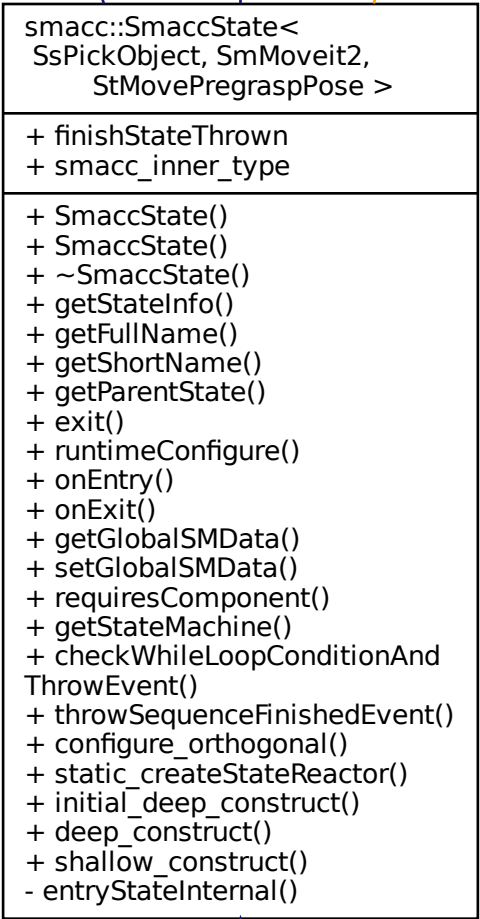 smacc::SmaccState<
SsPickObject, SmMoveit2,
StMovePregraspPose >
+ finishStateThrown
+ smacc_inner_type
+ SmaccState()
+ SmaccState()
+ ~SmaccState()
+ getStateInfo()
+ getFullName()
+ getShortName()
+ getParentState()
+ exit()
+ runtimeConfigure()
+ onEntry()
+ onExit()
+ getGlobalSMData()
+ setGlobalSMData()
+ requiresComponent()
+ getStateMachine()
+ checkWhileLoopConditionAnd
ThrowEvent()
+ throwSequenceFinishedEvent()
+ configure_orthogonal()
+ static_createStateReactor()
+ initial_deep_construct()
+ deep_construct()
+ shallow_construct()
- entryStateInternal()